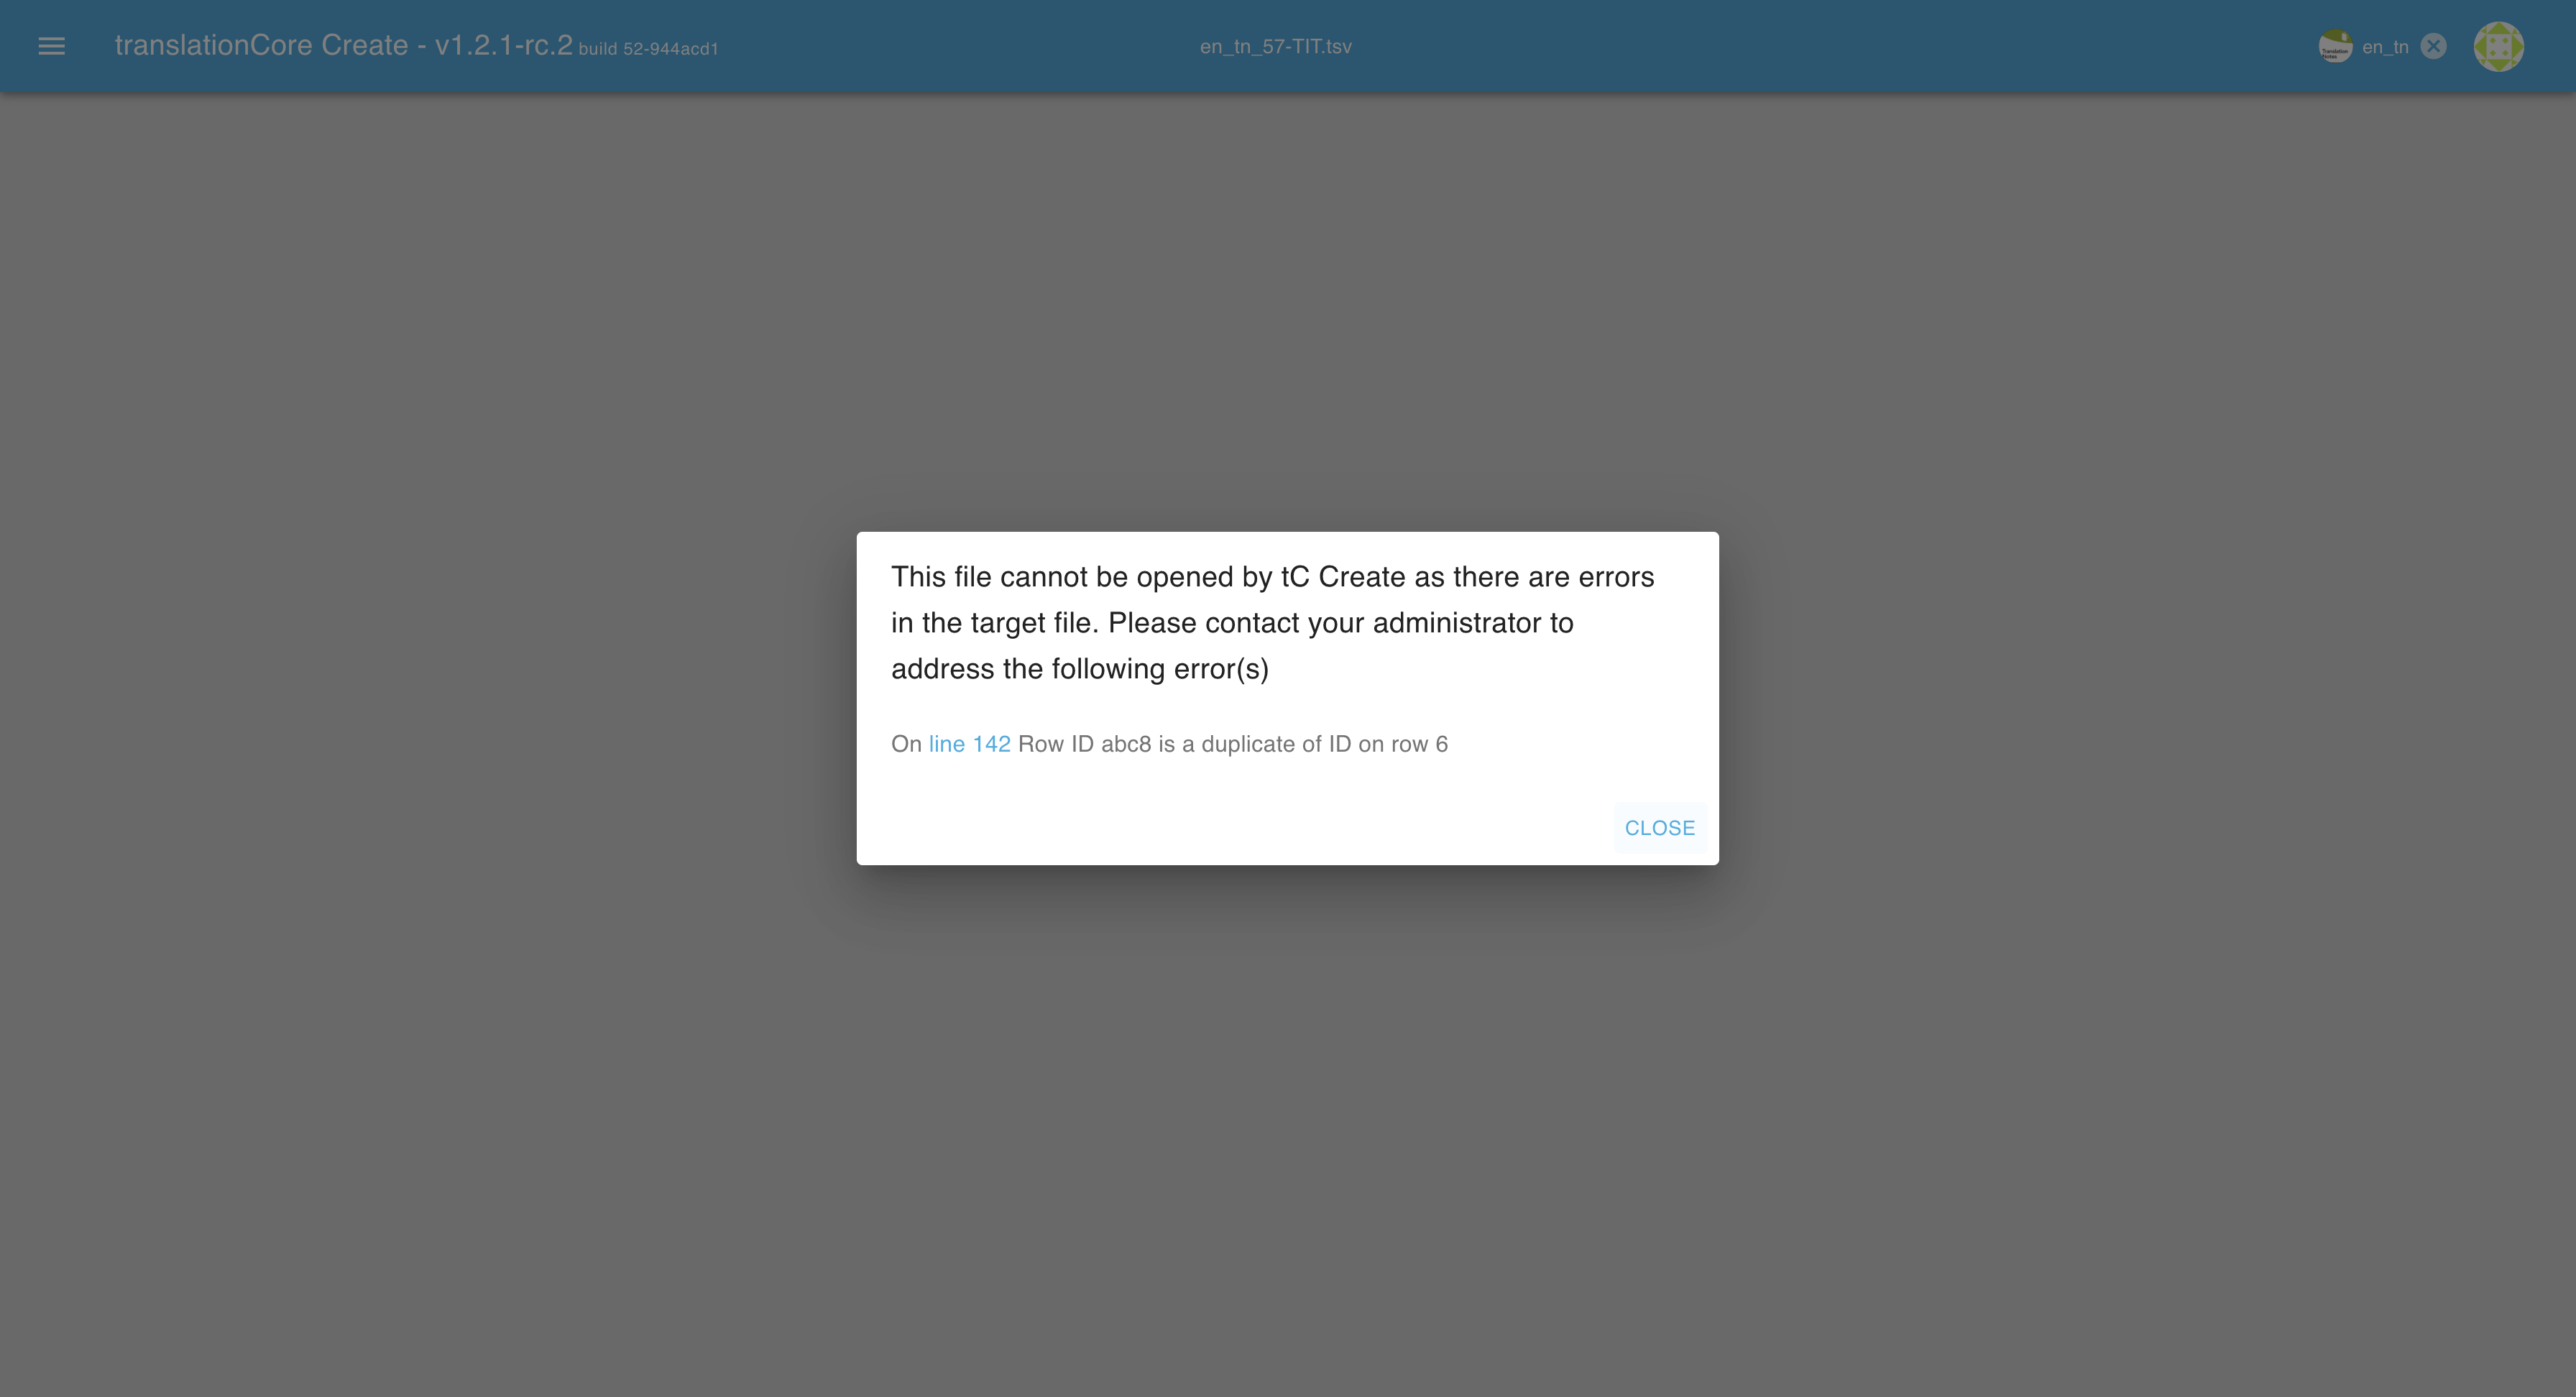 translationCore Create - v1.2.1-rc.2 build 52-944acd1
en_tn_57-TIT.tsv
en_tn
This file cannot be opened by tC Create as there are errors
in the target file. Please contact your administrator to
address the following error(s)
On line 142 Row ID abc8 is a duplicate of ID on row 6
CLOSE